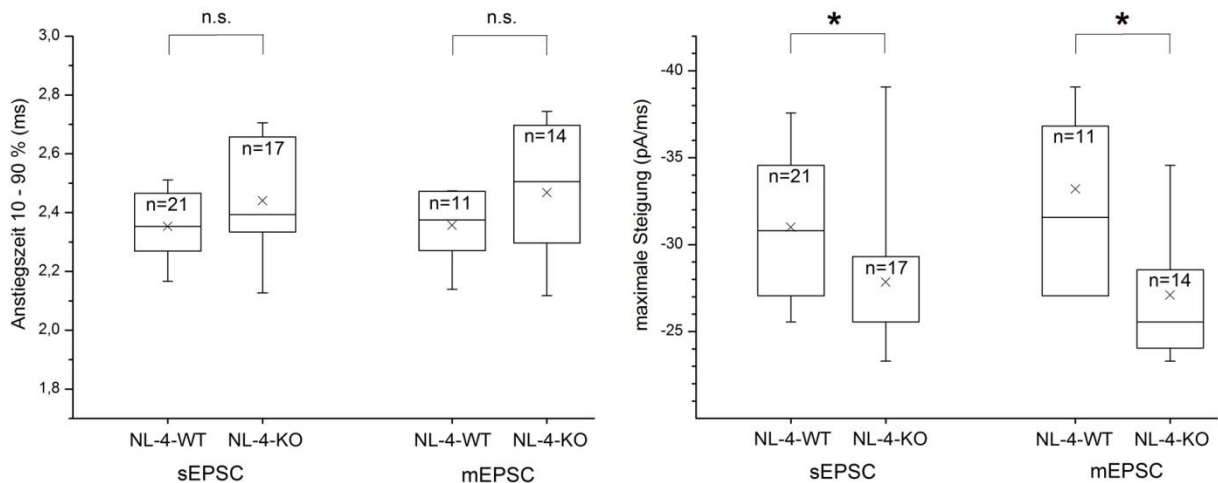 n.s.
n.s.
Anstiegszeit 10 - 90 % (ms)
3,0
2,8
2,6
2,4
2,2
2,0
1,8
n=21
n=17
n=11
n=14
NL-4-WT NL-4-KO
NL-4-WT NL-4-KO
sEPSC
mEPSC
*
*
maximale Steigung (pA/ms)
-40
-35
-30
-25
n=21
n=17
n=11
n=14
NL-4-WT NL-4-KO
NL-4-WT NL-4-KO
sEPSC
mEPSC